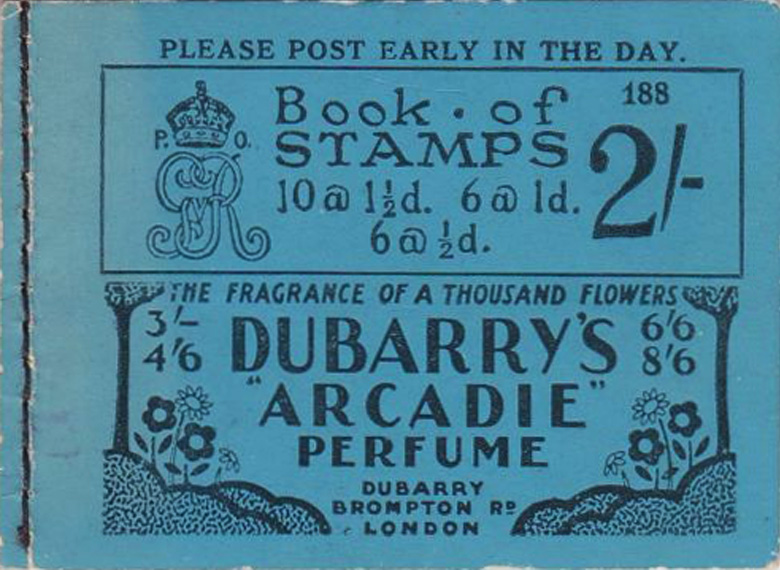 PLEASE POST EARLY IN THE DAY.
188
P. O.
GR
Book · of
STAMPS
2/-
10 @ 1½d. 6 @ 1d.
6 @ ½d.
THE FRAGRANCE OF A THOUSAND FLOWERS
3/-
4/6
DUBARRY'S
6/6
8/6
"ARCADIE"
PERFUME
DUBARRY
BROMPTON RD
LONDON